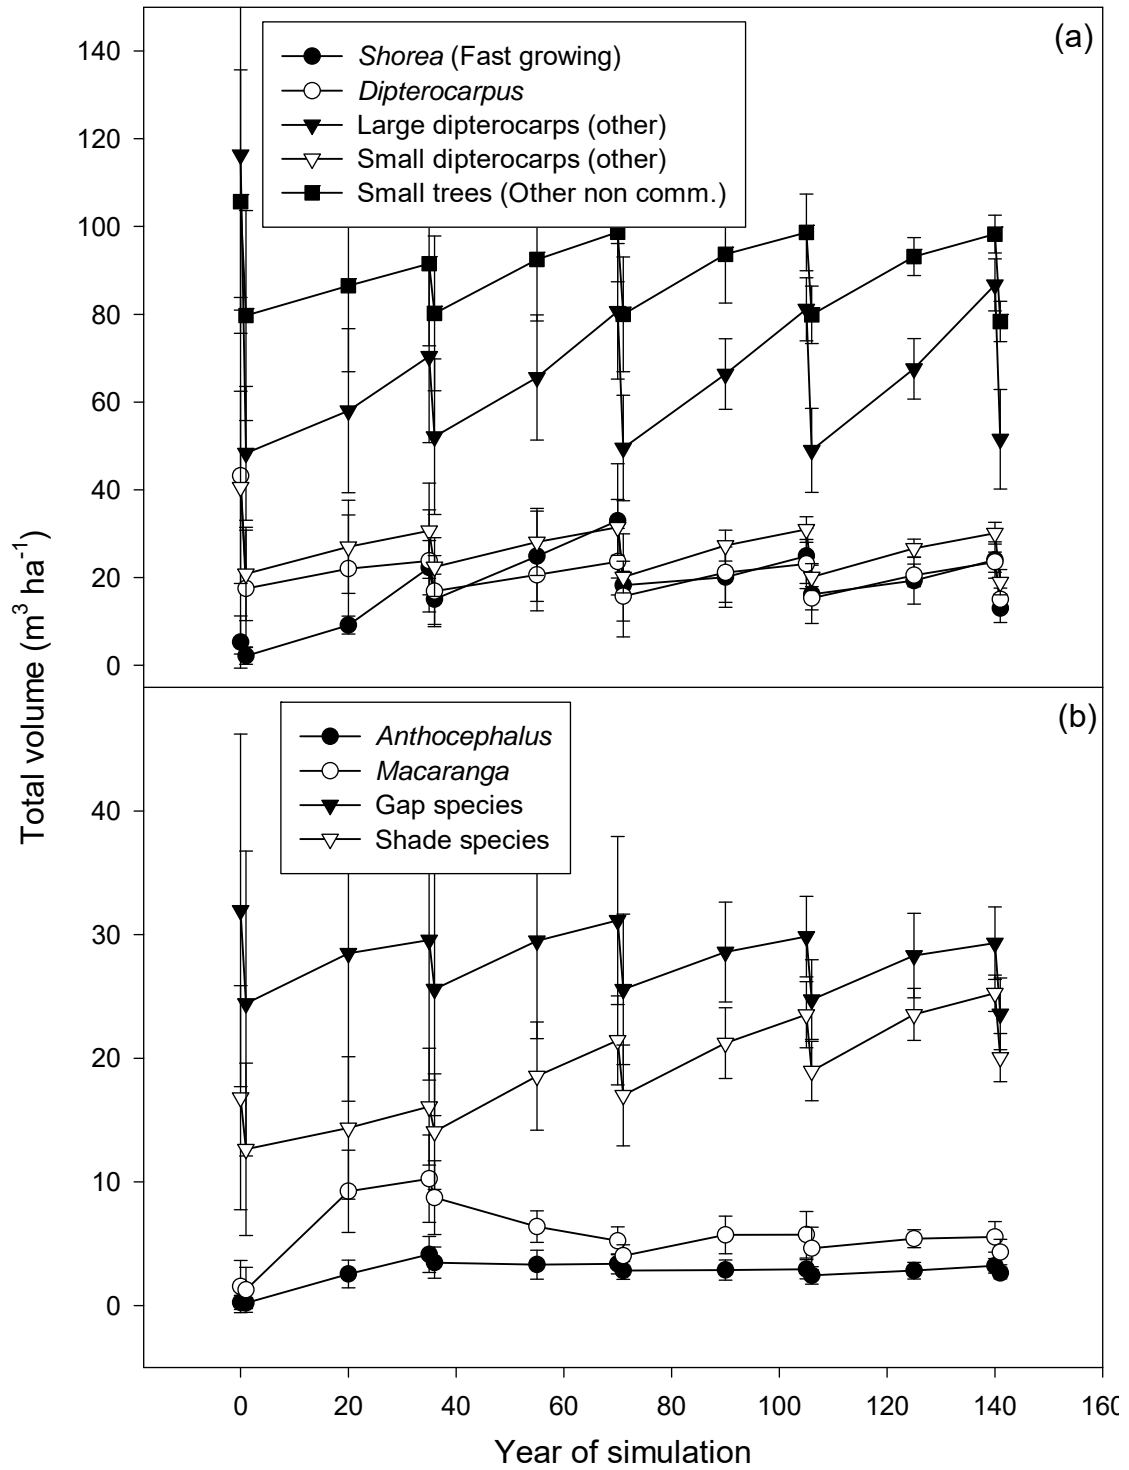 (a)
Shorea (Fast growing)
Dipterocarpus
Large dipterocarps (other)
Small dipterocarps (other)
Small trees (Other non comm.)
140
120
100
80
60
40
20
0
Total volume (m³ ha⁻¹)
(b)
Anthocephalus
Macaranga
Gap species
Shade species
40
30
20
10
0
0 20 40 60 80 100 120 140 160
Year of simulation